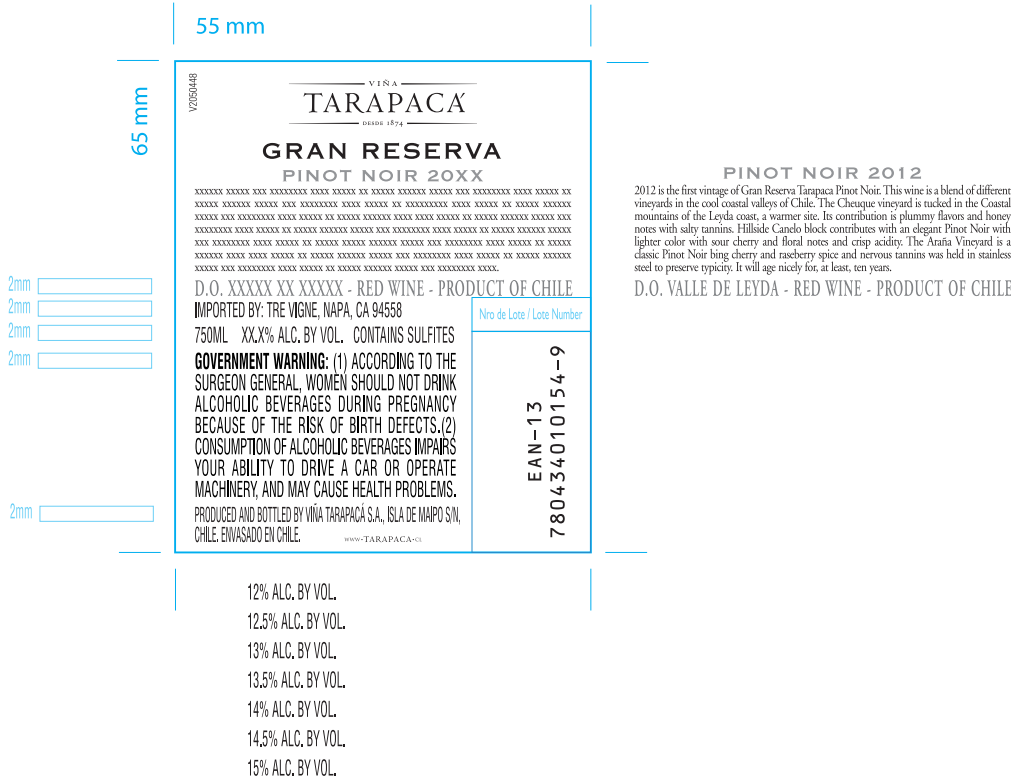 55 mm
65 mm
V2050448
VIÑA
TARAPACÁ
DESDE 1874
GRAN RESERVA
PINOT NOIR 20XX
xxxxxx xxxxx xxx xxxxxxxx xxxx xxxxx xx xxxxx xxxxxx xxxxx xxx xxxxxxxx xxxx xxxxx xx
xxxxx xxxxxx xxxxx xxx xxxxxxxx xxxx xxxxx xx xxxxx xxxxxx xxxxx xxx xxxxxxxx xxxx
xxxxx xxx xxxxxxxx xxxx xxxxx xx xxxxx xxxxxx xxxxx xxx xxxxxxxx xxxx xxxxx xx xxxxx
xxxxxx xxxxx xxx xxxxxxxx xxxx xxxxx xx xxxxx xxxxxx xxxxx xxx xxxxxxxx xxxx xxxxx
xxx xxxxxxxx xxxx xxxxx xx xxxxx xxxxxx xxxxx xxx xxxxxxxx xxxx xxxxx xx xxxxx
xxxxxx xxxxx xxx xxxxxxxx xxxx xxxxx xx xxxxx xxxxxx xxxx xxxxx xx xxxxx xxxxxx
xxxxx xxx xxxxxxxx xxxx xxxxx xx xxxxx xxxxxx xxxxx xxx xxxxxxxx xxxx.
D.O. XXXXX XX XXXXX - RED WINE - PRODUCT OF CHILE
IMPORTED BY: TRE VIGNE, NAPA, CA 94558
750ML XX.X% ALC. BY VOL. CONTAINS SULFITES
GOVERNMENT WARNING: (1) ACCORDING TO THE
SURGEON GENERAL, WOMEN SHOULD NOT DRINK
ALCOHOLIC BEVERAGES DURING PREGNANCY
BECAUSE OF THE RISK OF BIRTH DEFECTS.(2)
CONSUMPTION OF ALCOHOLIC BEVERAGES IMPAIRS
YOUR ABILITY TO DRIVE A CAR OR OPERATE
MACHINERY, AND MAY CAUSE HEALTH PROBLEMS.
PRODUCED AND BOTTLED BY VIÑA TARAPACÁ S.A., ISLA DE MAIPO S/N,
CHILE. ENVASADO EN CHILE.
WWW•TARAPACA•CL
Nro de Lote / Lote Number
EAN-13
780434010154-9
2mm
2mm
2mm
2mm
2mm
PINOT NOIR 2012
2012 is the first vintage of Gran Reserva Tarapaca Pinot Noir. This wine is a blend of different
vineyards in the cool coastal valleys of Chile. The Cheuque vineyard is tucked in the Coastal
mountains of the Leyda coast, a warmer site. Its contribution is plummy flavors and honey
notes with salty tannins. Hillside Canelo block contributes with an elegant Pinot Noir with
lighter color with sour cherry and floral notes and crisp acidity. The Araña Vineyard is a
classic Pinot Noir bing cherry and raseberry spice and nervous tannins was held in stainless
steel to preserve typicity. It will age nicely for, at least, ten years.
D.O. VALLE DE LEYDA - RED WINE - PRODUCT OF CHILE
12% ALC. BY VOL.
12.5% ALC. BY VOL.
13% ALC. BY VOL.
13.5% ALC. BY VOL.
14% ALC. BY VOL.
14.5% ALC. BY VOL.
15% ALC. BY VOL.